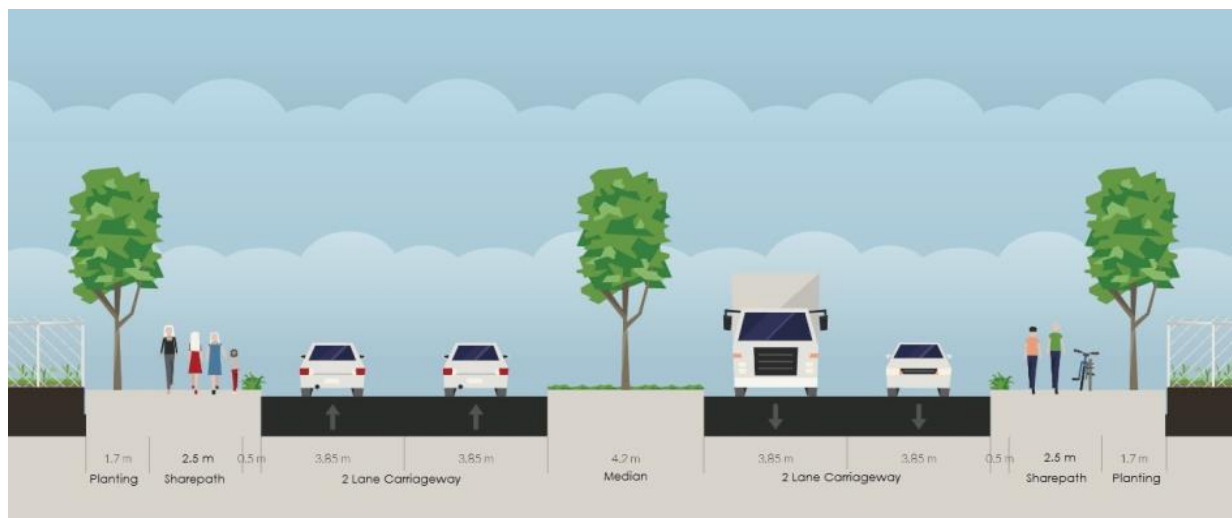 1.7 m 2.5 m 0.5 m 3.85 m 3.85 m 4.2 m 3.85 m 3.85 m 0.5 m 2.5 m 1.7 m
Planting Sharepath 2 Lane Carriageway Median 2 Lane Carriageway Sharepath Planting